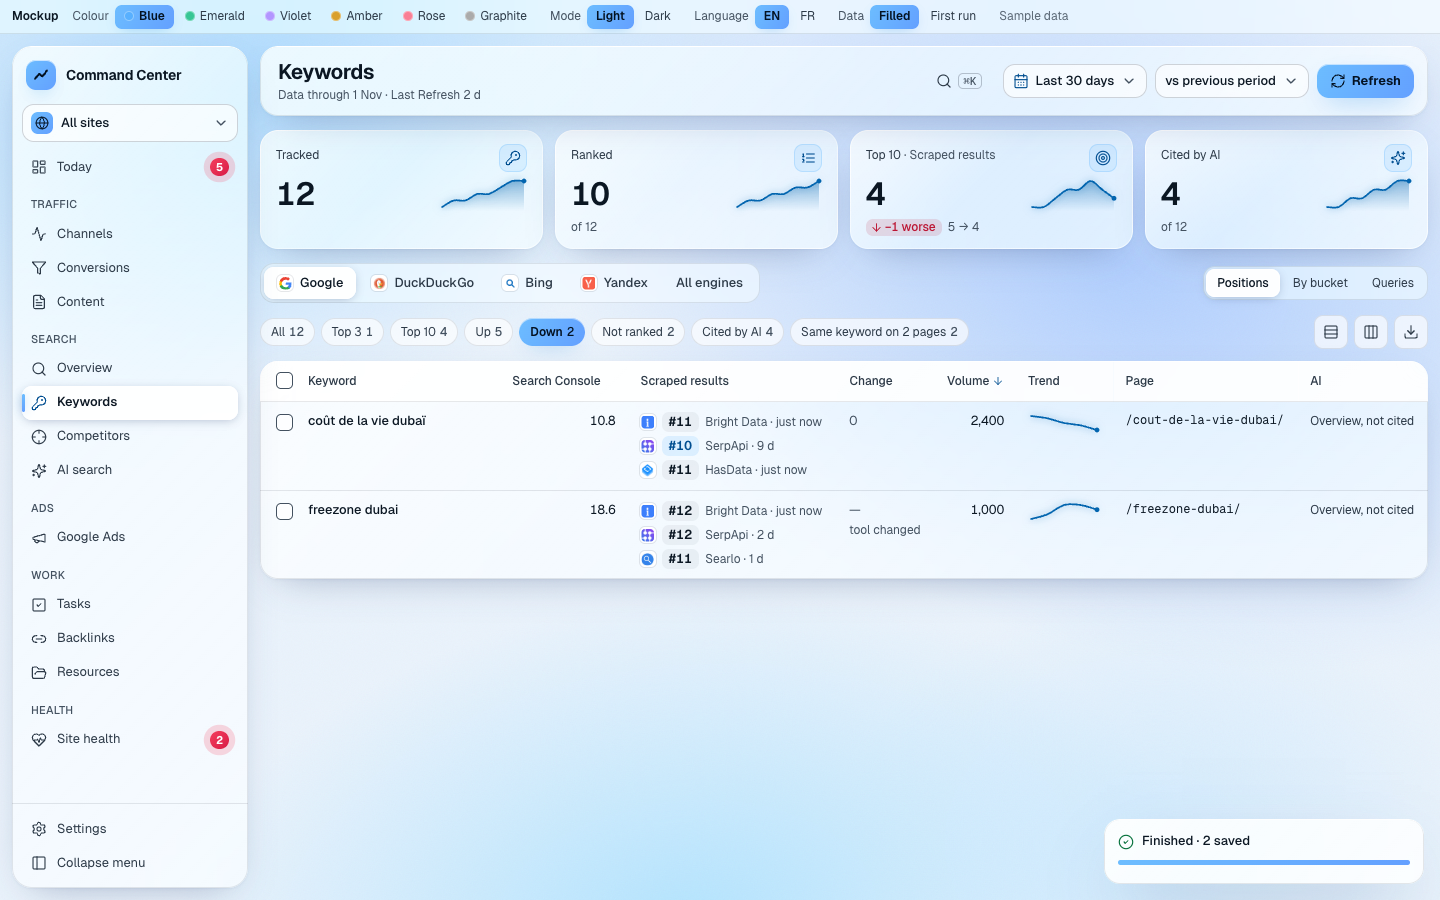 Mockup Colour Blue Emerald Violet Amber Rose Graphite Mode Light Dark Language EN FR Data Filled First run Sample data
Command Center
All sites
Today 5
TRAFFIC
Channels
Conversions
Content
SEARCH
Overview
Keywords
Competitors
AI search
ADS
Google Ads
WORK
Tasks
Backlinks
Resources
HEALTH
Site health 2
Settings
Collapse menu
Keywords
Data through 1 Nov · Last Refresh 2 d
⌘K Last 30 days vs previous period Refresh
Tracked
12
Ranked
10
of 12
Top 10 · Scraped results
4
↓ −1 worse 5 → 4
Cited by AI
4
of 12
Google DuckDuckGo Bing Yandex All engines
Positions By bucket Queries
All 12 Top 3 1 Top 10 4 Up 5 Down 2 Not ranked 2 Cited by AI 4 Same keyword on 2 pages 2
Keyword Search Console Scraped results Change Volume ↓ Trend Page AI
coût de la vie dubaï 10.8 #11 Bright Data · just now 0 2,400 /cout-de-la-vie-dubai/ Overview, not cited
#10 SerpApi · 9 d
#11 HasData · just now
freezone dubai 18.6 #12 Bright Data · just now — 1,000 /freezone-dubai/ Overview, not cited
#12 SerpApi · 2 d tool changed
#11 Searlo · 1 d
Finished · 2 saved